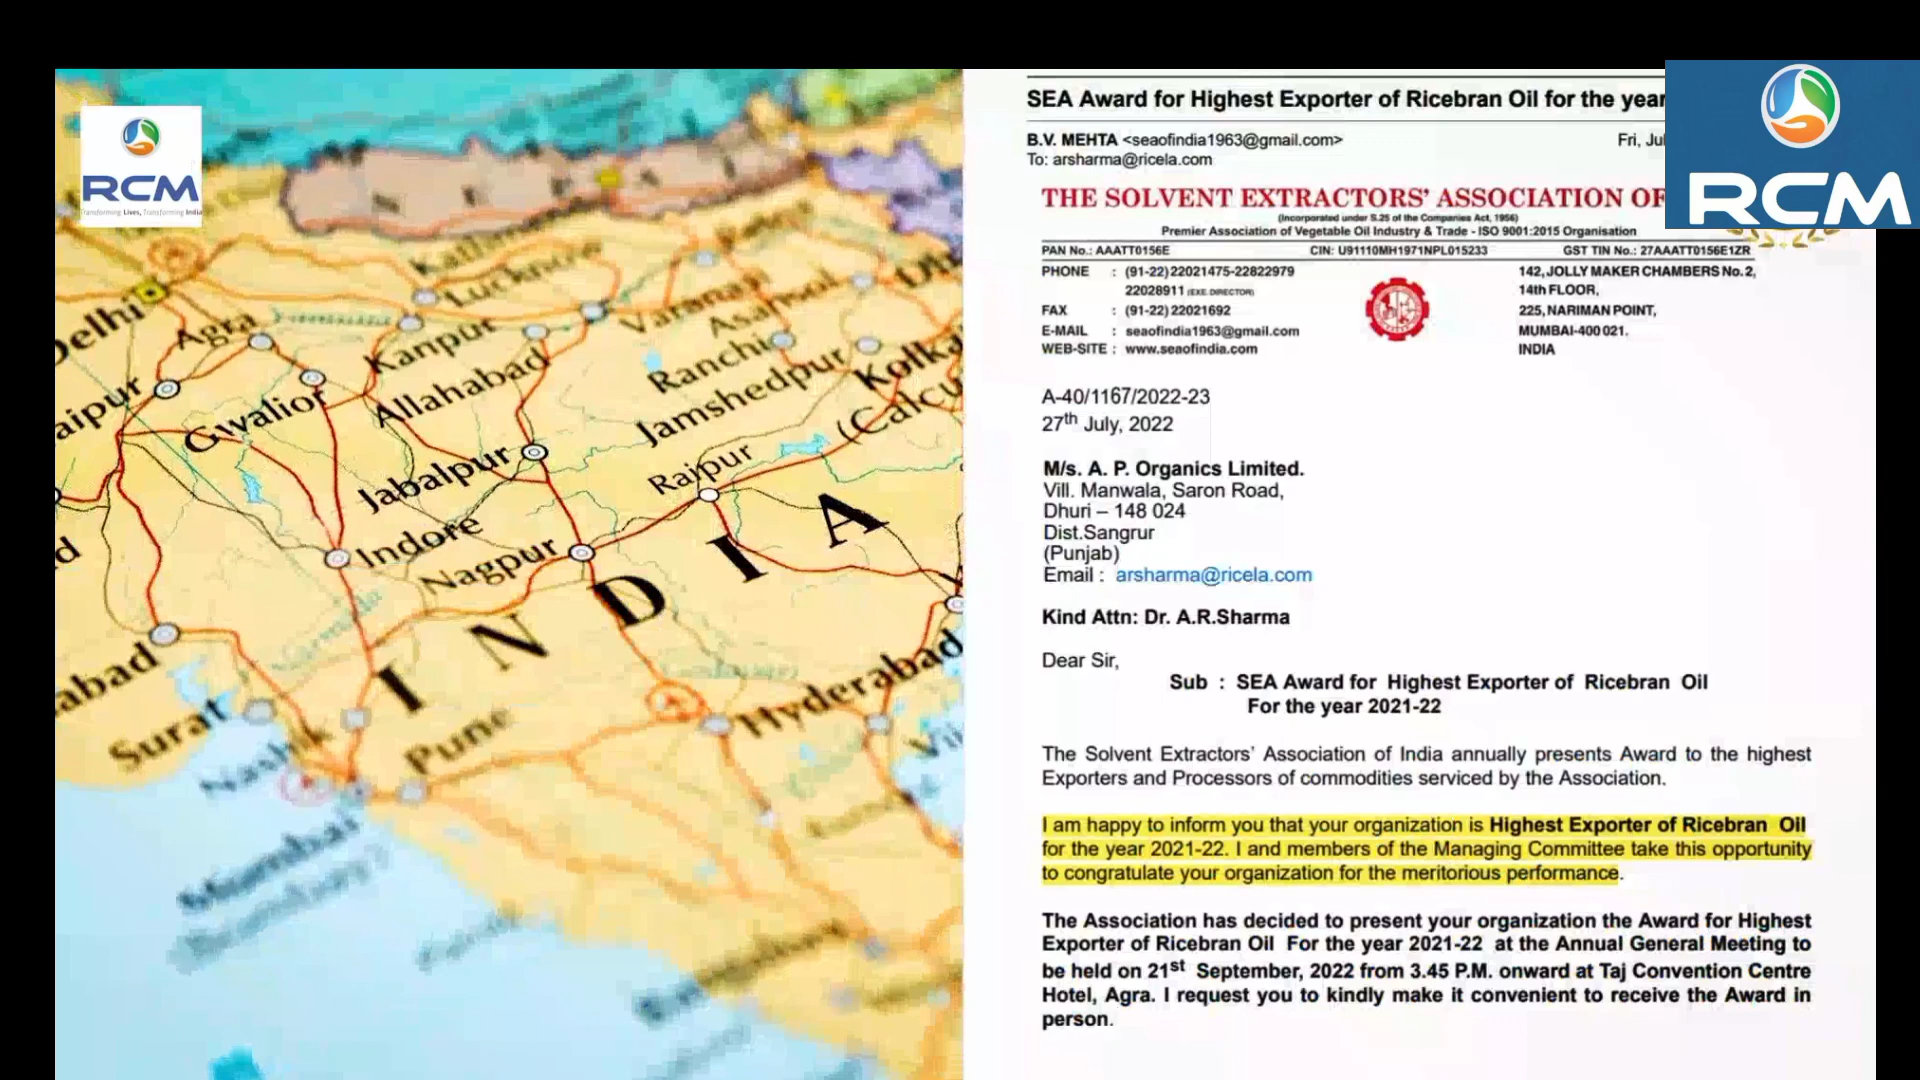 RCM
Transforming Lives, Transforming India
N E P A L
Delhi
Agra
Lucknow
Kanpur
Varanasi
Asansol
Ranchi
Jamshedpur
Kolka
(Calcu
aipur
Gwalior
Allahabad
Jabalpur
Raipur
Indore
Nagpur
INDIA
abad
Surat
Nashik
Pune
Hyderabad
Mumbai
(Bombay)
SEA Award for Highest Exporter of Ricebran Oil for the year
B.V. MEHTA <seaofindia1963@gmail.com>
Fri, Jul
To: arsharma@ricela.com
RCM
THE SOLVENT EXTRACTORS' ASSOCIATION OF
(Incorporated under S.25 of the Companies Act, 1956)
Premier Association of Vegetable Oil Industry & Trade - ISO 9001:2015 Organisation
PAN No.: AAATT0156E CIN: U91110MH1971NPL015233 GST TIN No.: 27AAATT0156E1ZR
PHONE : (91-22) 22021475-22822979
22028911 (EXE. DIRECTOR)
FAX : (91-22) 22021692
E-MAIL : seaofindia1963@gmail.com
WEB-SITE : www.seaofindia.com
142, JOLLY MAKER CHAMBERS No. 2,
14th FLOOR,
225, NARIMAN POINT,
MUMBAI-400 021.
INDIA
A-40/1167/2022-23
27th July, 2022
M/s. A. P. Organics Limited.
Vill. Manwala, Saron Road,
Dhuri – 148 024
Dist.Sangrur
(Punjab)
Email : arsharma@ricela.com
Kind Attn: Dr. A.R.Sharma
Dear Sir,
Sub : SEA Award for Highest Exporter of Ricebran Oil
For the year 2021-22
The Solvent Extractors' Association of India annually presents Award to the highest
Exporters and Processors of commodities serviced by the Association.
I am happy to inform you that your organization is Highest Exporter of Ricebran Oil
for the year 2021-22. I and members of the Managing Committee take this opportunity
to congratulate your organization for the meritorious performance.
The Association has decided to present your organization the Award for Highest
Exporter of Ricebran Oil For the year 2021-22 at the Annual General Meeting to
be held on 21st September, 2022 from 3.45 P.M. onward at Taj Convention Centre
Hotel, Agra. I request you to kindly make it convenient to receive the Award in
person.